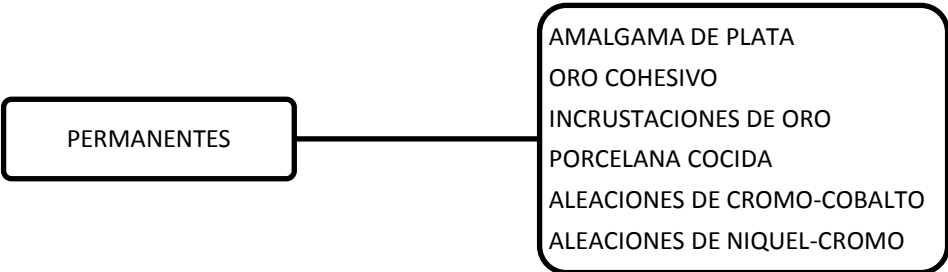 PERMANENTES
AMALGAMA DE PLATA
ORO COHESIVO
INCRUSTACIONES DE ORO
PORCELANA COCIDA
ALEACIONES DE CROMO-COBALTO
ALEACIONES DE NIQUEL-CROMO